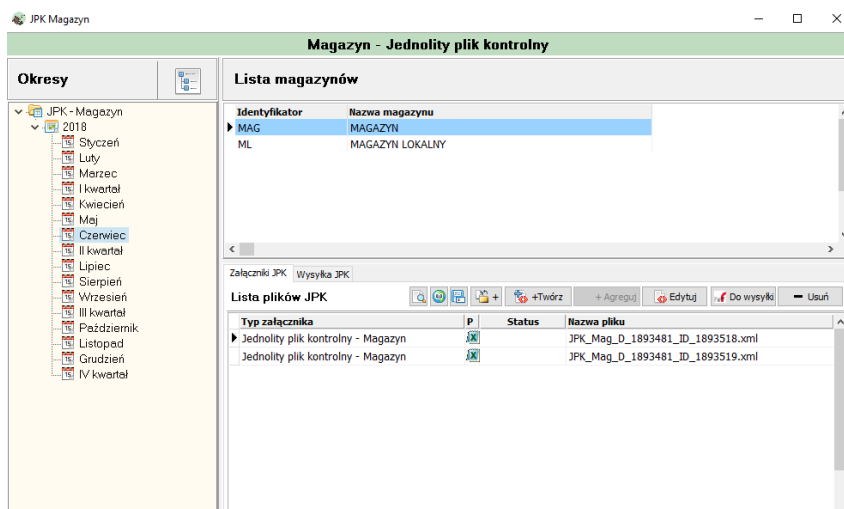 JPK Magazyn
Magazyn - Jednolity plik kontrolny
Okresy
Lista magazynów
JPK - Magazyn
2018
Styczeń
Luty
Marzec
I kwartał
Kwiecień
Maj
Czerwiec
II kwartał
Lipiec
Sierpień
Wrzesień
III kwartał
Październik
Listopad
Grudzień
IV kwartał
Identyfikator Nazwa magazynu
MAG MAGAZYN
ML MAGAZYN LOKALNY
Załączniki JPK Wysyłka JPK
Lista plików JPK + +Twórz + Agreguj Edytuj Do wysyłki Usuń
Typ załącznika P Status Nazwa pliku
Jednolity plik kontrolny - Magazyn JPK_Mag_D_1893481_ID_1893518.xml
Jednolity plik kontrolny - Magazyn JPK_Mag_D_1893481_ID_1893519.xml